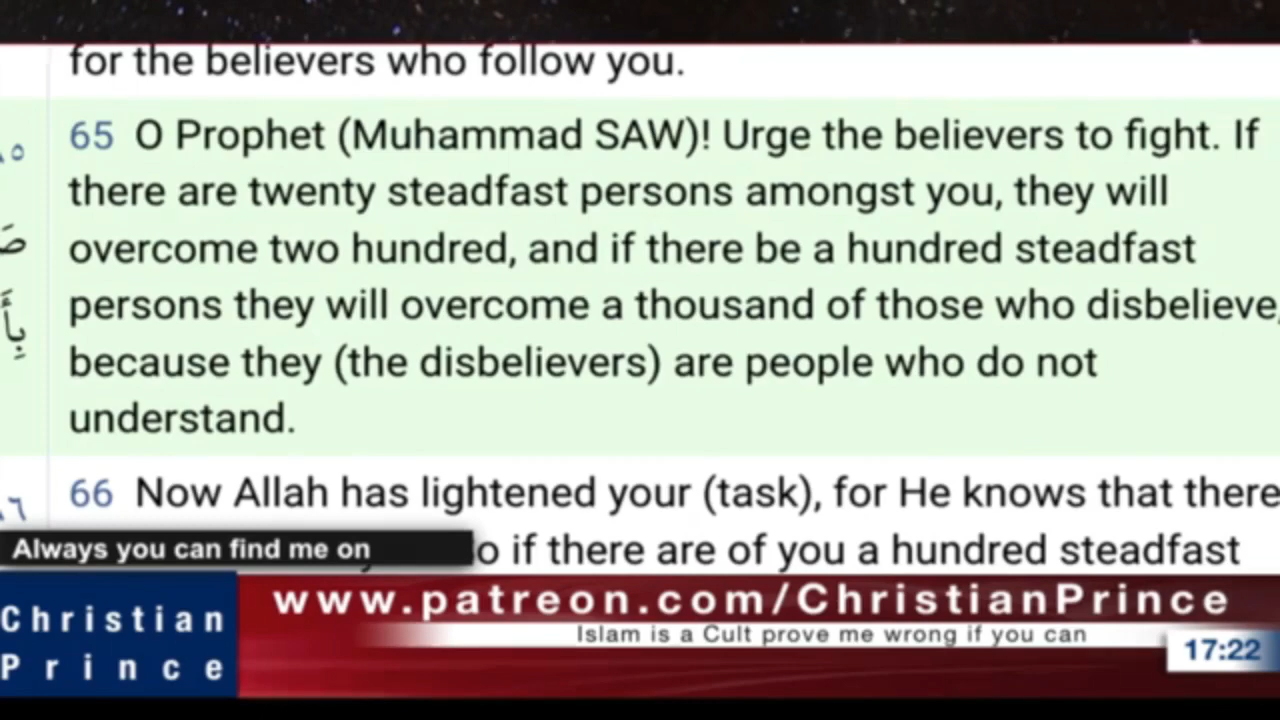 for the believers who follow you.
65 O Prophet (Muhammad SAW)! Urge the believers to fight. If
there are twenty steadfast persons amongst you, they will
overcome two hundred, and if there be a hundred steadfast
persons they will overcome a thousand of those who disbelieve,
because they (the disbelievers) are people who do not
understand.
66 Now Allah has lightened your (task), for He knows that there
o if there are of you a hundred steadfast
Always you can find me on
www.patreon.com/ChristianPrince
Islam is a Cult prove me wrong if you can
Christian
Prince
17:22